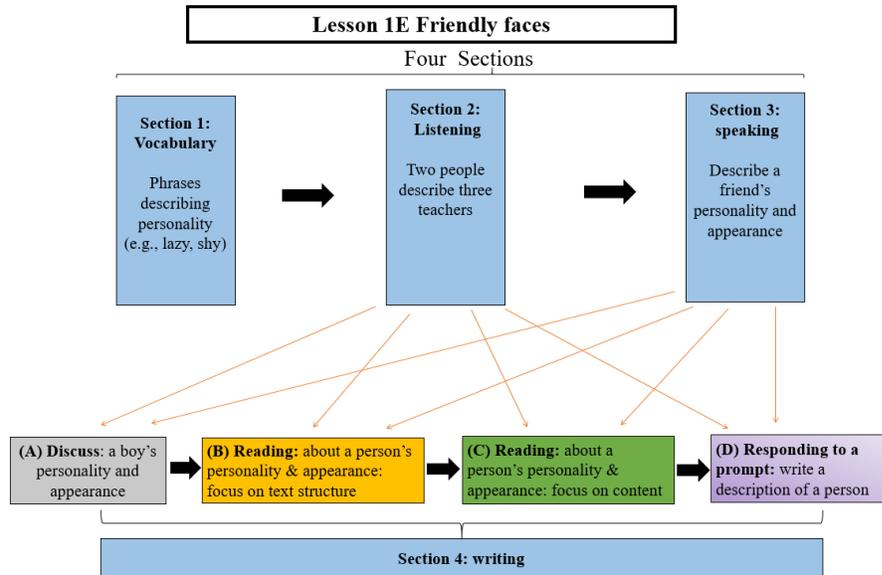 Lesson 1E Friendly faces
Four Sections
Section 1:
Vocabulary
Phrases
describing
personality
(e.g., lazy, shy)
Section 2:
Listening
Two people
describe three
teachers
Section 3:
speaking
Describe a
friend's
personality and
appearance
(A) Discuss: a boy's
personality and
appearance
(B) Reading: about a person's
personality & appearance:
focus on text structure
(C) Reading: about a
person's personality &
appearance: focus on content
(D) Responding to a
prompt: write a
description of a person
Section 4: writing